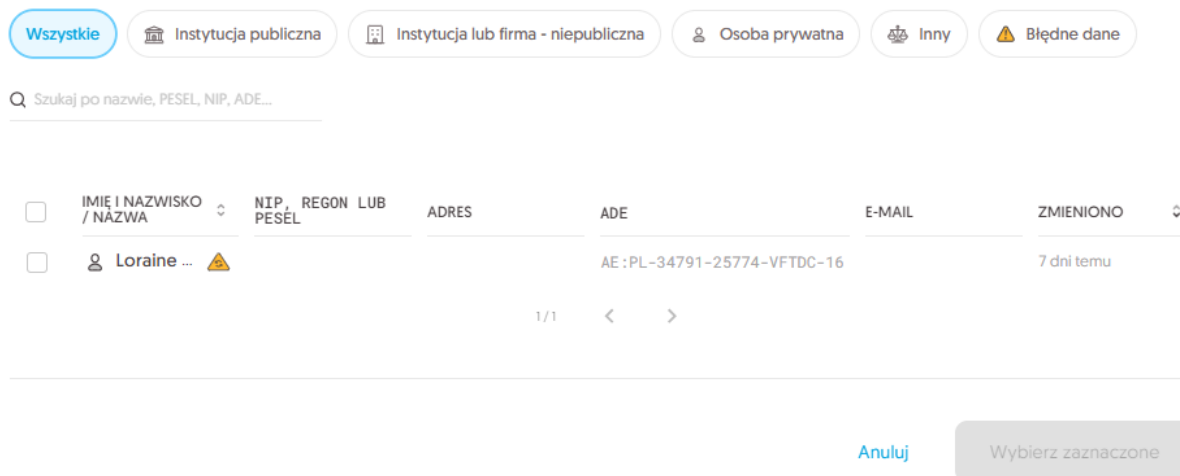 Wszystkie Instytucja publiczna Instytucja lub firma - niepubliczna Osoba prywatna Inny Błędne dane
Szukaj po nazwie, PESEL, NIP, ADE...
IMIĘ I NAZWISKO / NAZWA NIP, REGON LUB PESEL ADRES ADE E-MAIL ZMIENIONO
Loraine ... AE:PL-34791-25774-VFTDC-16 7 dni temu
1/1
Anuluj Wybierz zaznaczone